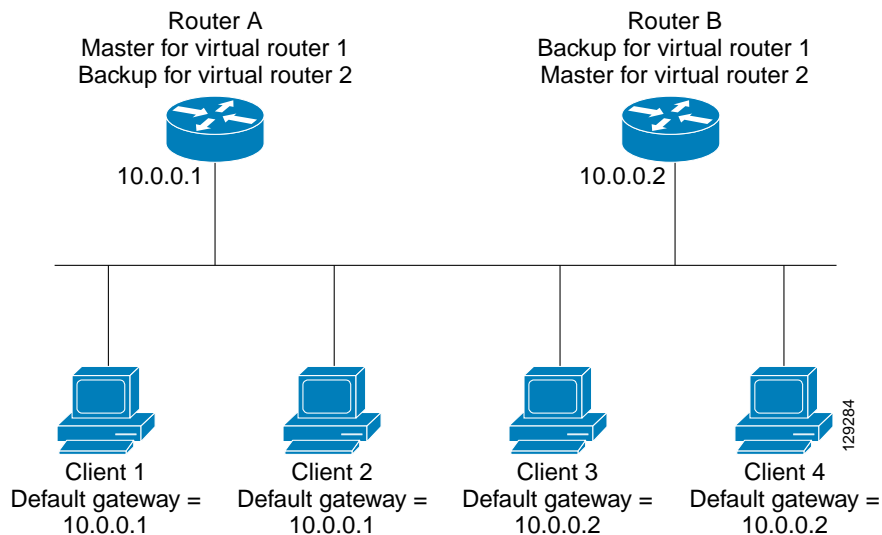 Router A
Master for virtual router 1
Backup for virtual router 2
Router B
Backup for virtual router 1
Master for virtual router 2
10.0.0.1
10.0.0.2
Client 1
Default gateway =
10.0.0.1
Client 2
Default gateway =
10.0.0.1
Client 3
Default gateway =
10.0.0.2
Client 4
Default gateway =
10.0.0.2
129284